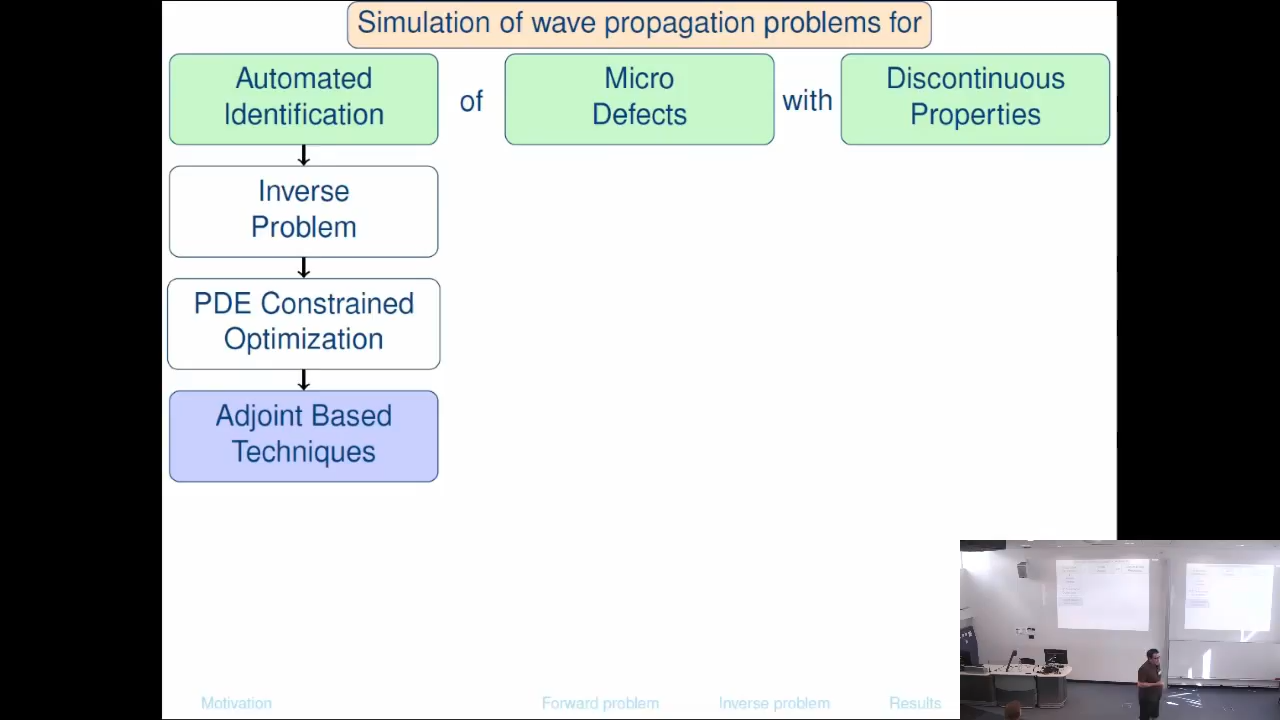 Simulation of wave propagation problems for
Automated
Identification
of
Micro
Defects
with
Discontinuous
Properties
Inverse
Problem
PDE Constrained
Optimization
Adjoint Based
Techniques
Motivation
Forward problem
Inverse problem
Results